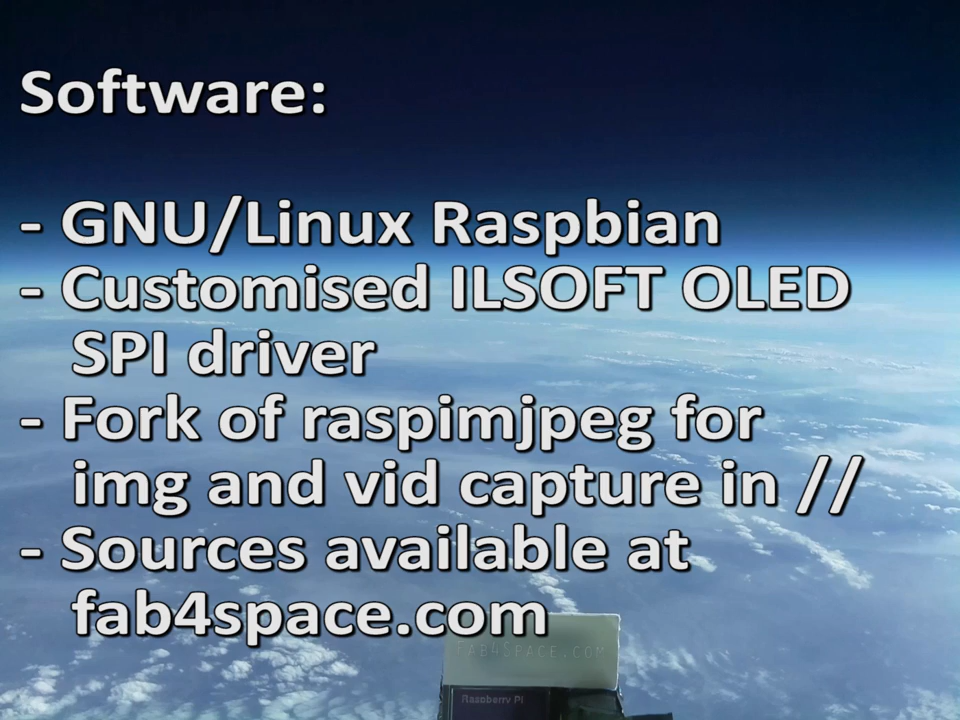 Software:
- GNU/Linux Raspbian
- Customised ILSOFT OLED
SPI driver
- Fork of raspimjpeg for
img and vid capture in //
- Sources available at
fab4space.com
FAB4SPACE.COM
Raspberry Pi